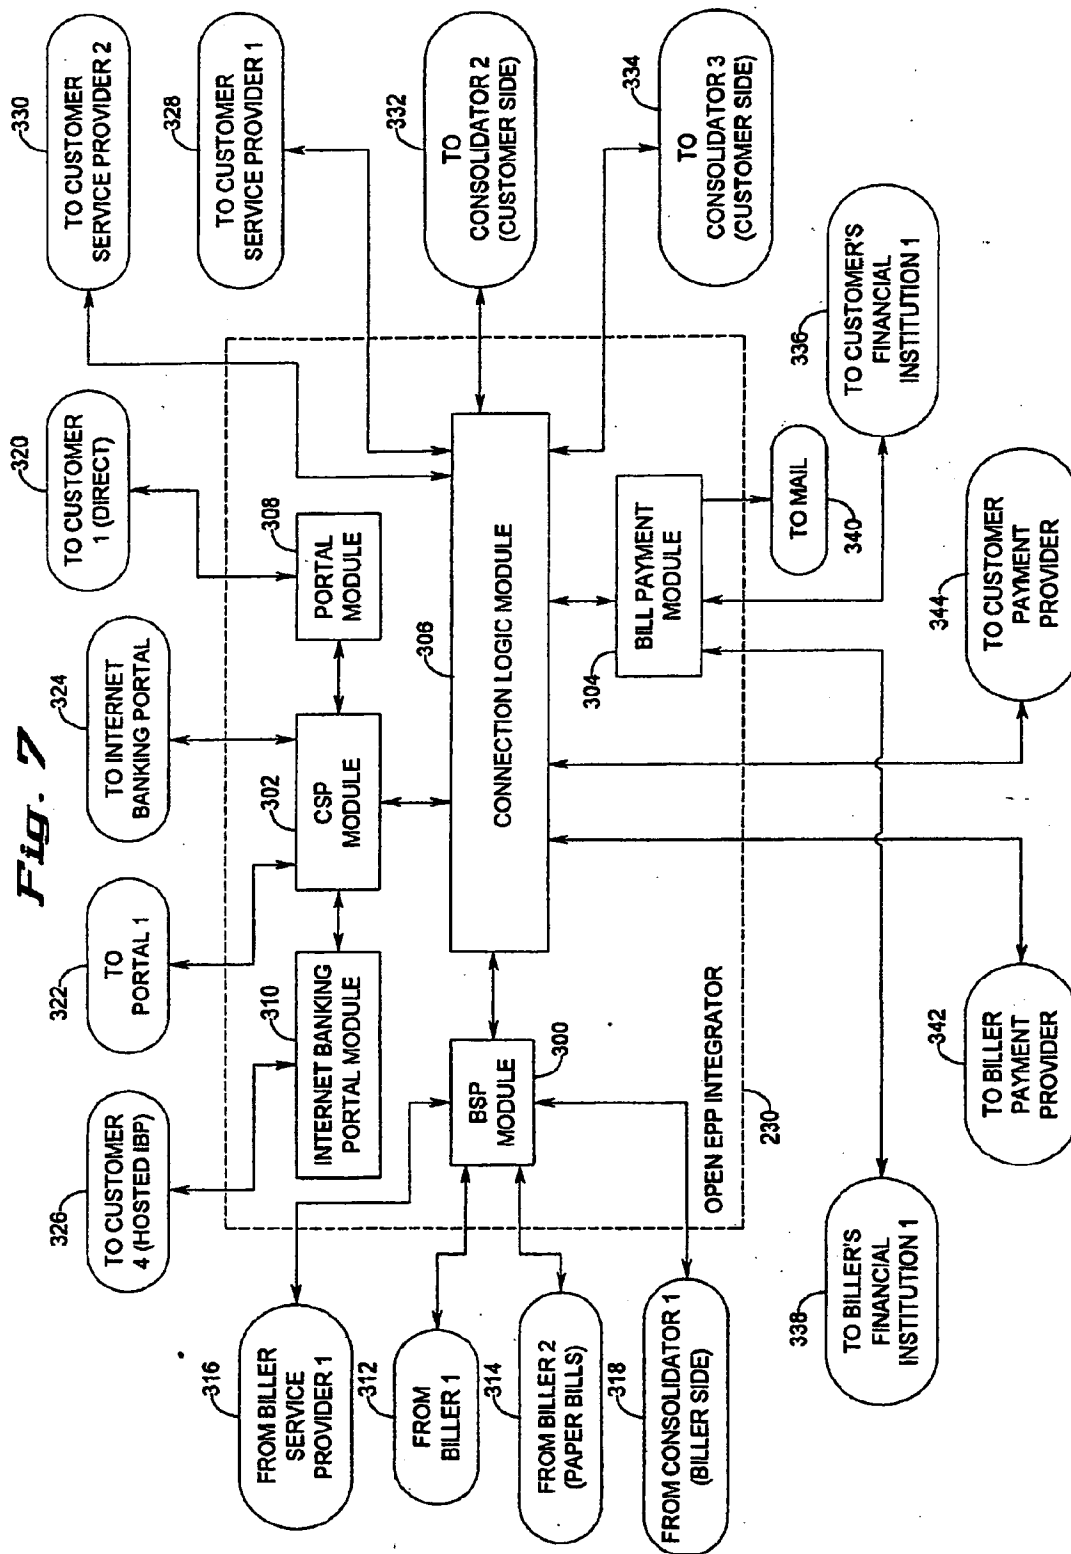 Fig. 7
326
TO CUSTOMER
4 (HOSTED IBP)
322
TO
PORTAL 1
324
TO INTERNET
BANKING PORTAL
320
TO CUSTOMER
1 (DIRECT)
330
TO CUSTOMER
SERVICE PROVIDER 2
328
TO CUSTOMER
SERVICE PROVIDER 1
316
FROM BILLER
SERVICE
PROVIDER 1
310
INTERNET BANKING
PORTAL MODULE
302
CSP
MODULE
308
PORTAL
MODULE
312
FROM
BILLER 1
300
BSP
MODULE
306
CONNECTION LOGIC MODULE
332
TO
CONSOLIDATOR 2
(CUSTOMER SIDE)
314
FROM BILLER 2
(PAPER BILLS)
318
FROM CONSOLIDATOR 1
(BILLER SIDE)
304
BILL PAYMENT
MODULE
334
TO
CONSOLIDATOR 3
(CUSTOMER SIDE)
OPEN EPP INTEGRATOR
230
TO MAIL
340
336
TO CUSTOMER'S
FINANCIAL
INSTITUTION 1
338
TO BILLER'S
FINANCIAL
INSTITUTION 1
342
TO BILLER
PAYMENT
PROVIDER
344
TO CUSTOMER
PAYMENT
PROVIDER